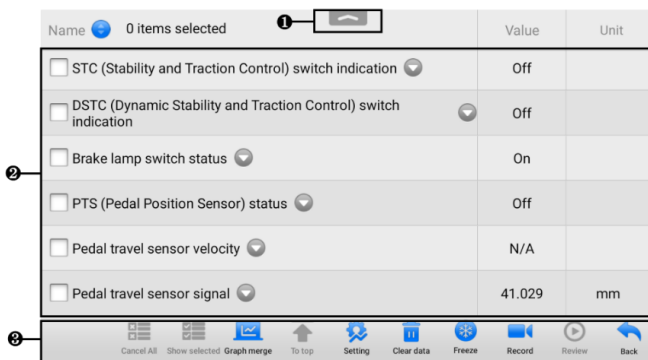 Name 0 items selected ❶ Value Unit
STC (Stability and Traction Control) switch indication Off
DSTC (Dynamic Stability and Traction Control) switch
indication Off
❷
Brake lamp switch status On
PTS (Pedal Position Sensor) status Off
Pedal travel sensor velocity N/A
Pedal travel sensor signal 41.029 mm
❸
Cancel All Show selected Graph merge To top Setting Clear data Freeze Record Review Back